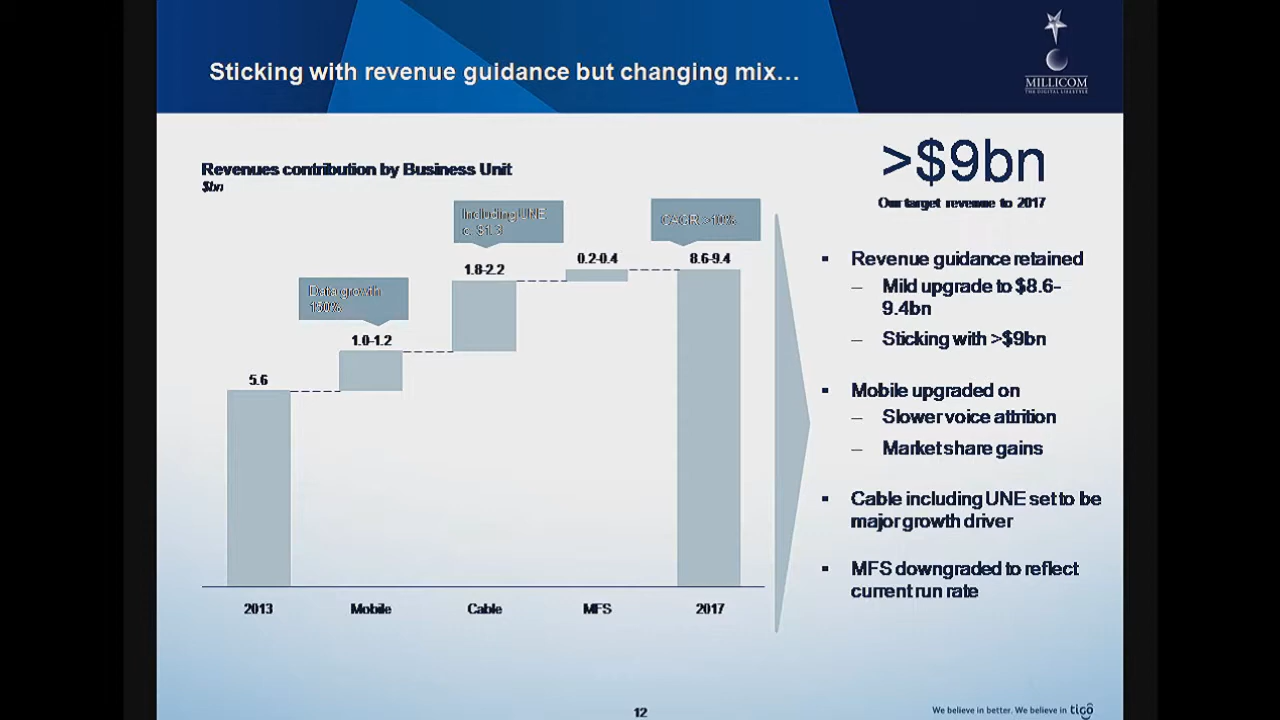 Sticking with revenue guidance but changing mix…
MILLICOM
THE DIGITAL LIFESTYLE
Revenues contribution by Business Unit
$bn
>$9bn
Our target revenue to 2017
Including UNE
c. $1.3
CAGR >10%
1.8-2.2
0.2-0.4
8.6-9.4
Data growth
150%
1.0-1.2
5.6
2013
Mobile
Cable
MFS
2017
▪ Revenue guidance retained
– Mild upgrade to $8.6-
9.4bn
– Sticking with >$9bn
▪ Mobile upgraded on
– Slower voice attrition
– Market share gains
▪ Cable including UNE set to be
major growth driver
▪ MFS downgraded to reflect
current run rate
12
We believe in better. We believe in tigo